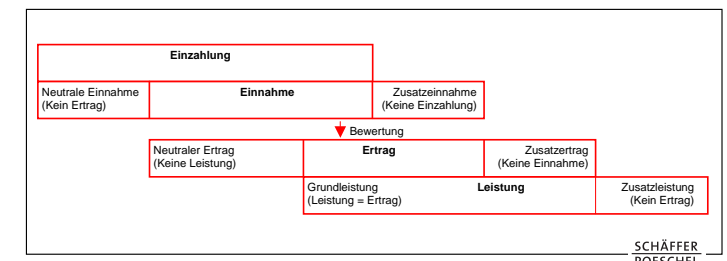 Einzahlung
Neutrale Einnahme
(Kein Ertrag)
Einnahme
Zusatzeinnahme
(Keine Einzahlung)
Bewertung
Neutraler Ertrag
(Keine Leistung)
Ertrag
Zusatzertrag
(Keine Einnahme)
Grundleistung
(Leistung = Ertrag)
Leistung
Zusatzleistung
(Kein Ertrag)
SCHÄFFER
POESCHEL